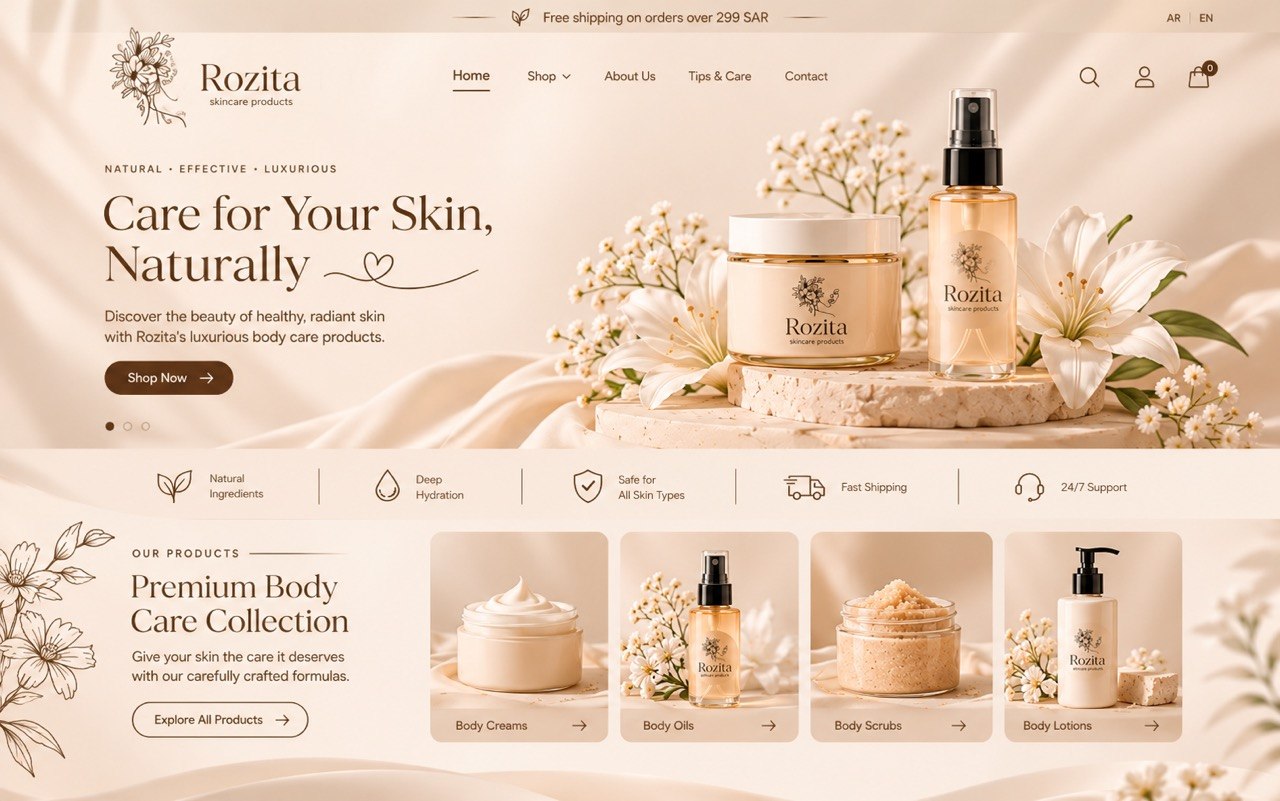 Free shipping on orders over 299 SAR
AR | EN
Rozita
skincare products
Home
Shop
About Us
Tips & Care
Contact
0
NATURAL • EFFECTIVE • LUXURIOUS
Care for Your Skin,
Naturally
Discover the beauty of healthy, radiant skin
with Rozita's luxurious body care products.
Shop Now
Rozita
skincare products
Rozita
skincare products
Natural
Ingredients
Deep
Hydration
Safe for
All Skin Types
Fast Shipping
24/7 Support
OUR PRODUCTS
Premium Body
Care Collection
Give your skin the care it deserves
with our carefully crafted formulas.
Explore All Products
Body Creams
Rozita
skincare products
Body Oils
Body Scrubs
Rozita
skincare products
Body Lotions